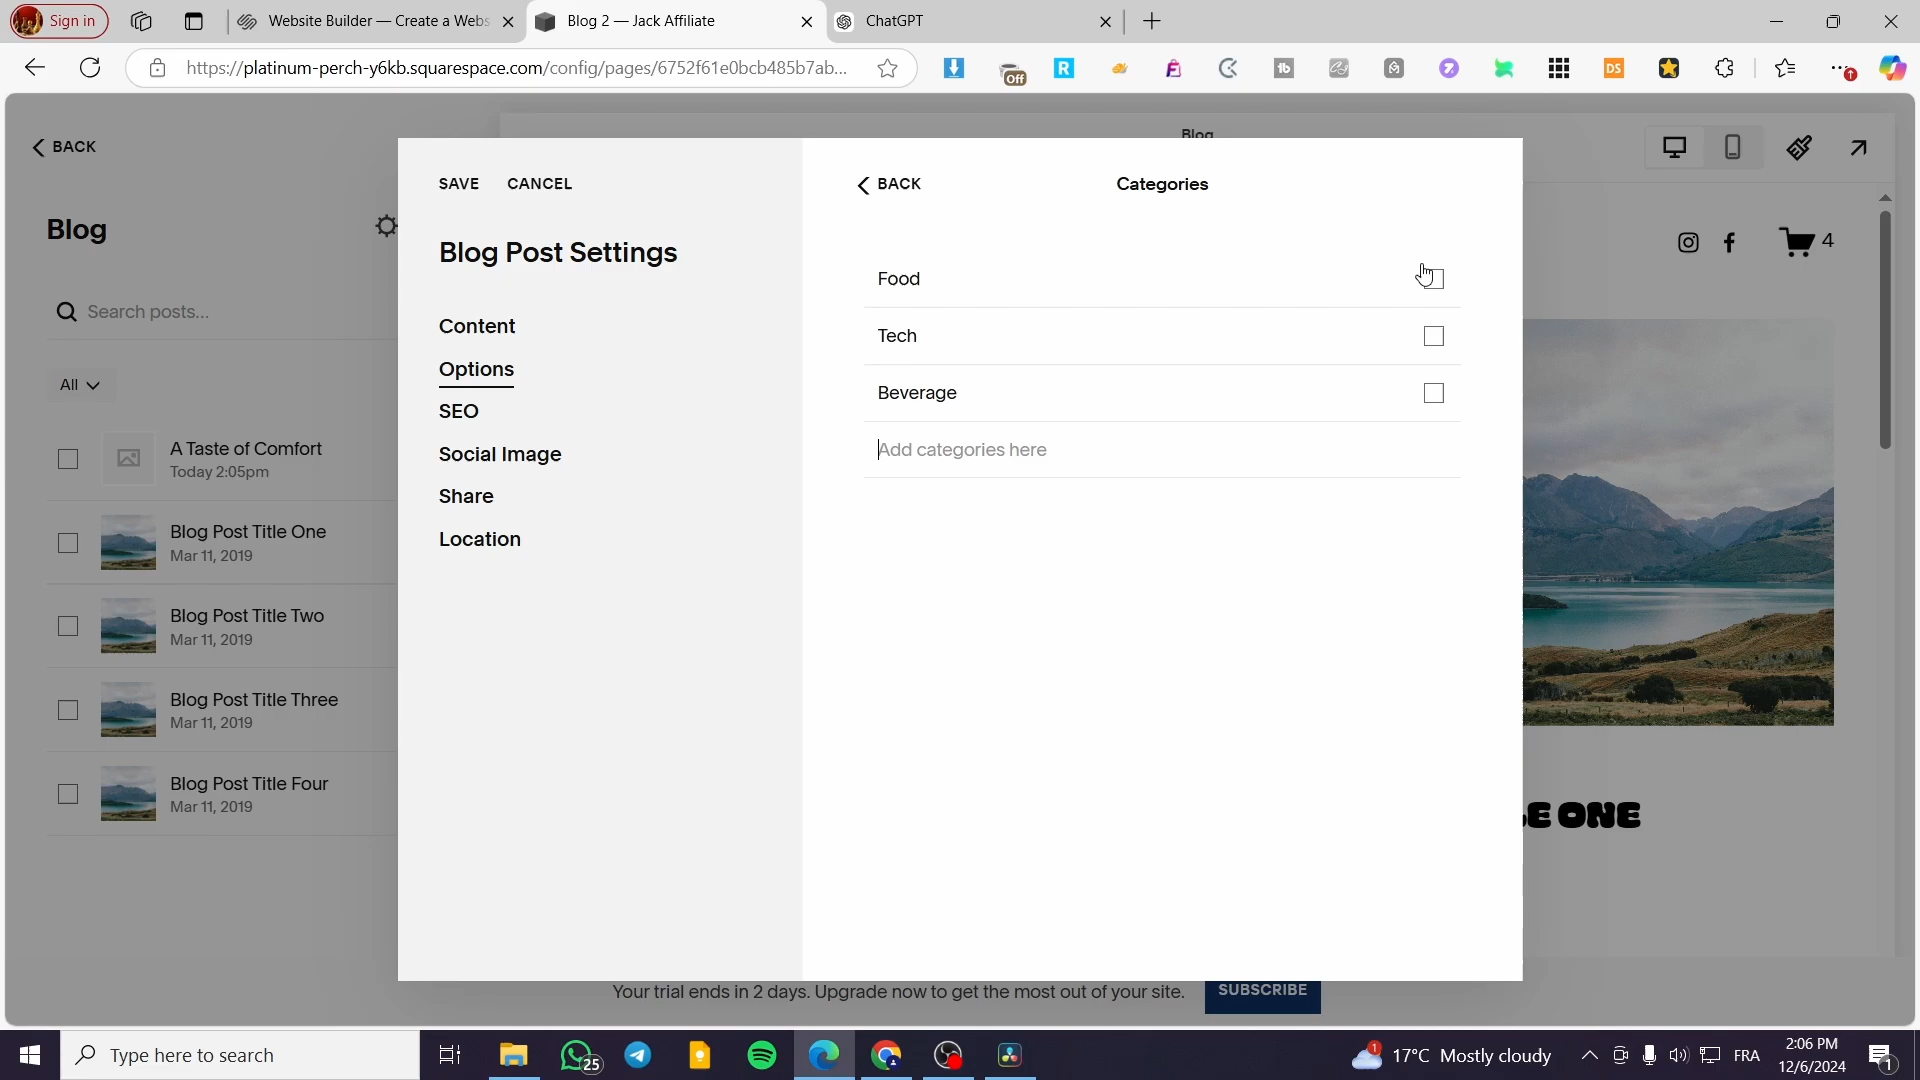 Sign in
Website Builder — Create a Webs
Blog 2 — Jack Affiliate
ChatGPT
https://platinum-perch-y6kb.squarespace.com/config/pages/6752f61e0bcb485b7ab...
Off
R
tb
DS
BACK
Blog
SAVE CANCEL
BACK
Categories
Blog
Blog Post Settings
4
Food
Content
Search posts...
Tech
Options
All
Beverage
SEO
A Taste of Comfort
Today 2:05pm
Social Image
Add categories here
Share
Blog Post Title One
Mar 11, 2019
Location
Blog Post Title Two
Mar 11, 2019
Blog Post Title Three
Mar 11, 2019
Blog Post Title Four
Mar 11, 2019
E ONE
Your trial ends in 2 days. Upgrade now to get the most out of your site.
SUBSCRIBE
Type here to search
25
1
17°C Mostly cloudy
FRA
2:06 PM
12/6/2024
1